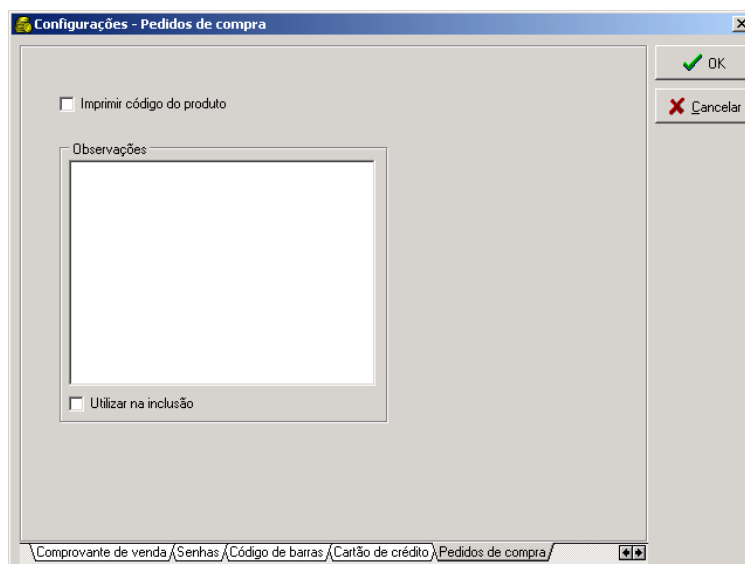 Configurações - Pedidos de compra
OK
Imprimir código do produto
Cancelar
Observações
Utilizar na inclusão
Comprovante de venda Senhas Código de barras Cartão de crédito Pedidos de compra